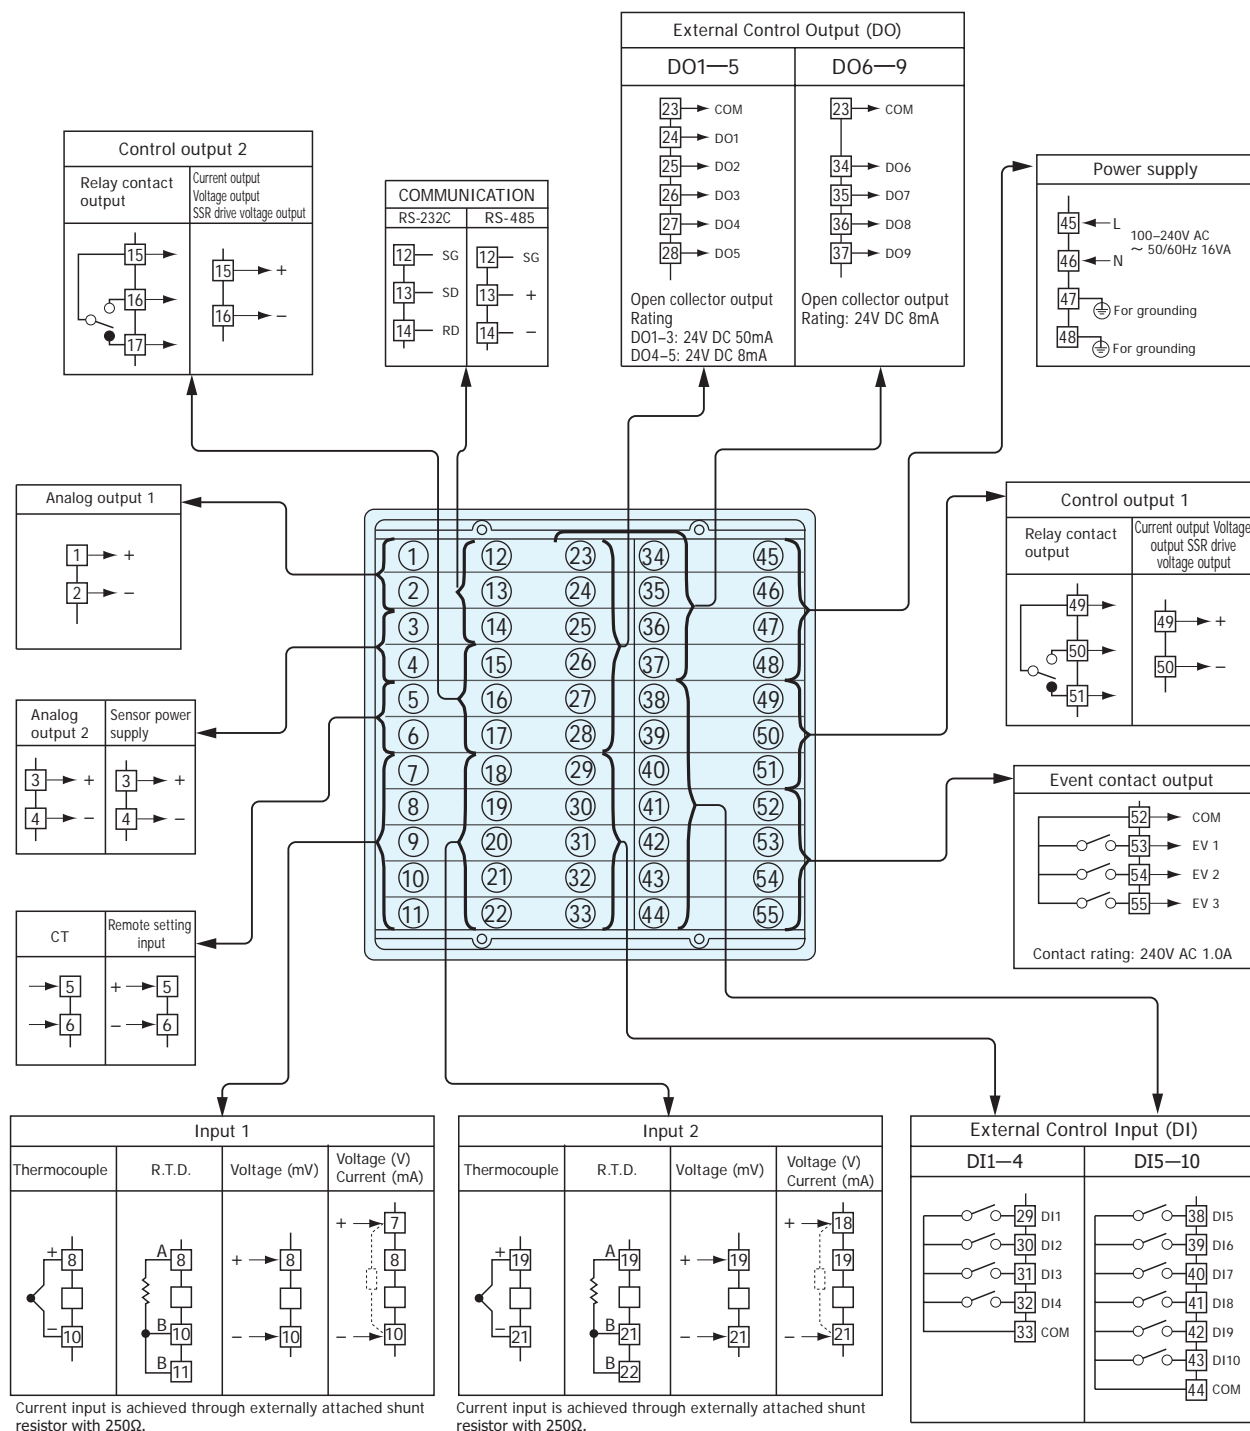 External Control Output (DO)
DO1—5
DO6—9
23 COM
24 DO1
25 DO2
26 DO3
27 DO4
28 DO5
23 COM
34 DO6
35 DO7
36 DO8
37 DO9
Open collector output
Rating
DO1–3: 24V DC 50mA
DO4–5: 24V DC 8mA
Open collector output
Rating: 24V DC 8mA
Control output 2
Relay contact
output
Current output
Voltage output
SSR drive voltage output
15
16
17
15 +
16 −
COMMUNICATION
RS-232C
RS-485
12 SG
13 SD
14 RD
12 SG
13 +
14 −
Power supply
45 L
46 N
100–240V AC
～ 50/60Hz 16VA
47 For grounding
48 For grounding
Analog output 1
1 +
2 −
Control output 1
Relay contact
output
Current output Voltage
output SSR drive
voltage output
49
50
51
49 +
50 −
1 12 23 34 45
2 13 24 35 46
3 14 25 36 47
4 15 26 37 48
5 16 27 38 49
6 17 28 39 50
7 18 29 40 51
8 19 30 41 52
9 20 31 42 53
10 21 32 43 54
11 22 33 44 55
Analog
output 2
Sensor power
supply
3 +
4 −
3 +
4 −
Event contact output
52 COM
53 EV 1
54 EV 2
55 EV 3
Contact rating: 240V AC 1.0A
CT
Remote setting
input
5
6
+ 5
− 6
Input 1
Thermocouple
R.T.D.
Voltage (mV)
Voltage (V)
Current (mA)
+ 8
− 10
A 8
B 10
B 11
+ 8
− 10
+ 7
8
− 10
Current input is achieved through externally attached shunt
resistor with 250Ω.
Input 2
Thermocouple
R.T.D.
Voltage (mV)
Voltage (V)
Current (mA)
+ 19
− 21
A 19
B 21
B 22
+ 19
− 21
+ 18
19
− 21
Current input is achieved through externally attached shunt
resistor with 250Ω.
External Control Input (DI)
DI1—4
DI5—10
29 DI1
30 DI2
31 DI3
32 DI4
33 COM
38 DI5
39 DI6
40 DI7
41 DI8
42 DI9
43 DI10
44 COM